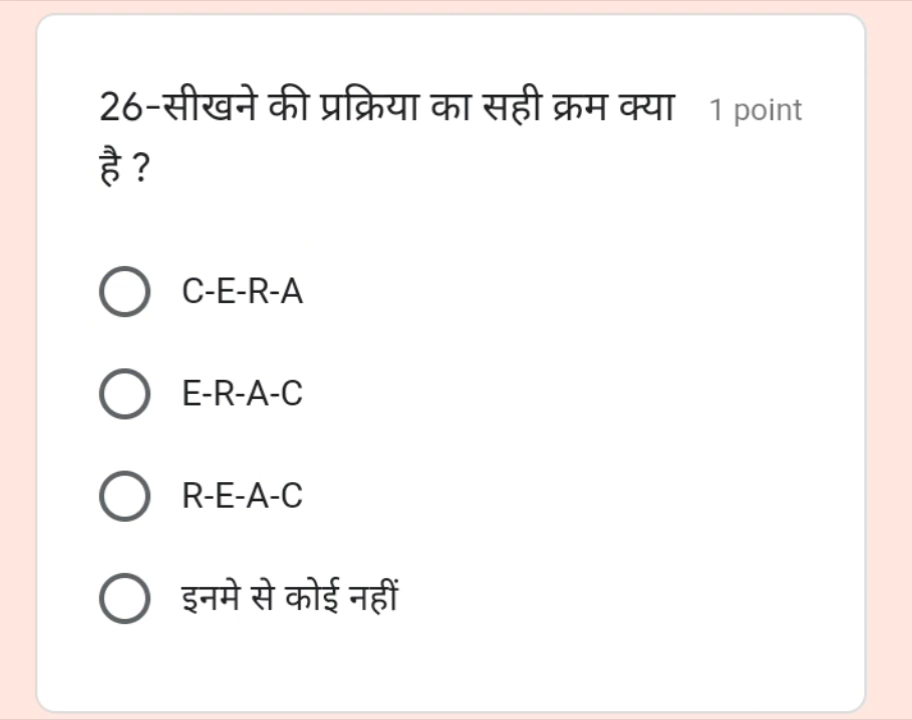 26-सीखने की प्रक्रिया का सही क्रम क्या 1 point
है ?
C-E-R-A
E-R-A-C
R-E-A-C
इनमे से कोई नहीं